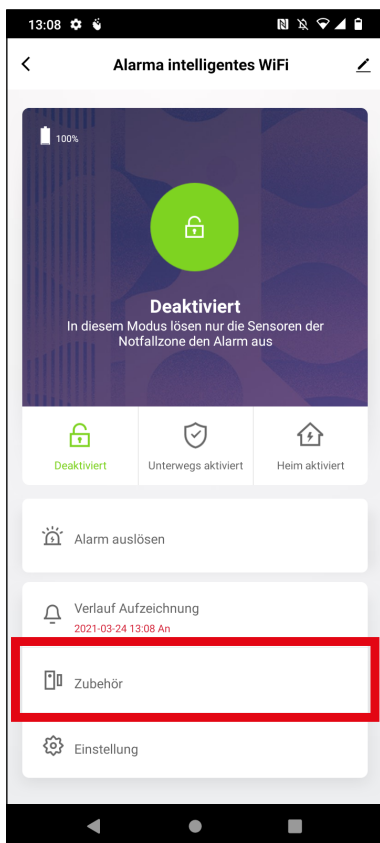 13:08
Alarma intelligentes WiFi
100%
Deaktiviert
In diesem Modus lösen nur die Sensoren der
Notfallzone den Alarm aus
Deaktiviert
Unterwegs aktiviert
Heim aktiviert
Alarm auslösen
Verlauf Aufzeichnung
2021-03-24 13:08 An
Zubehör
Einstellung